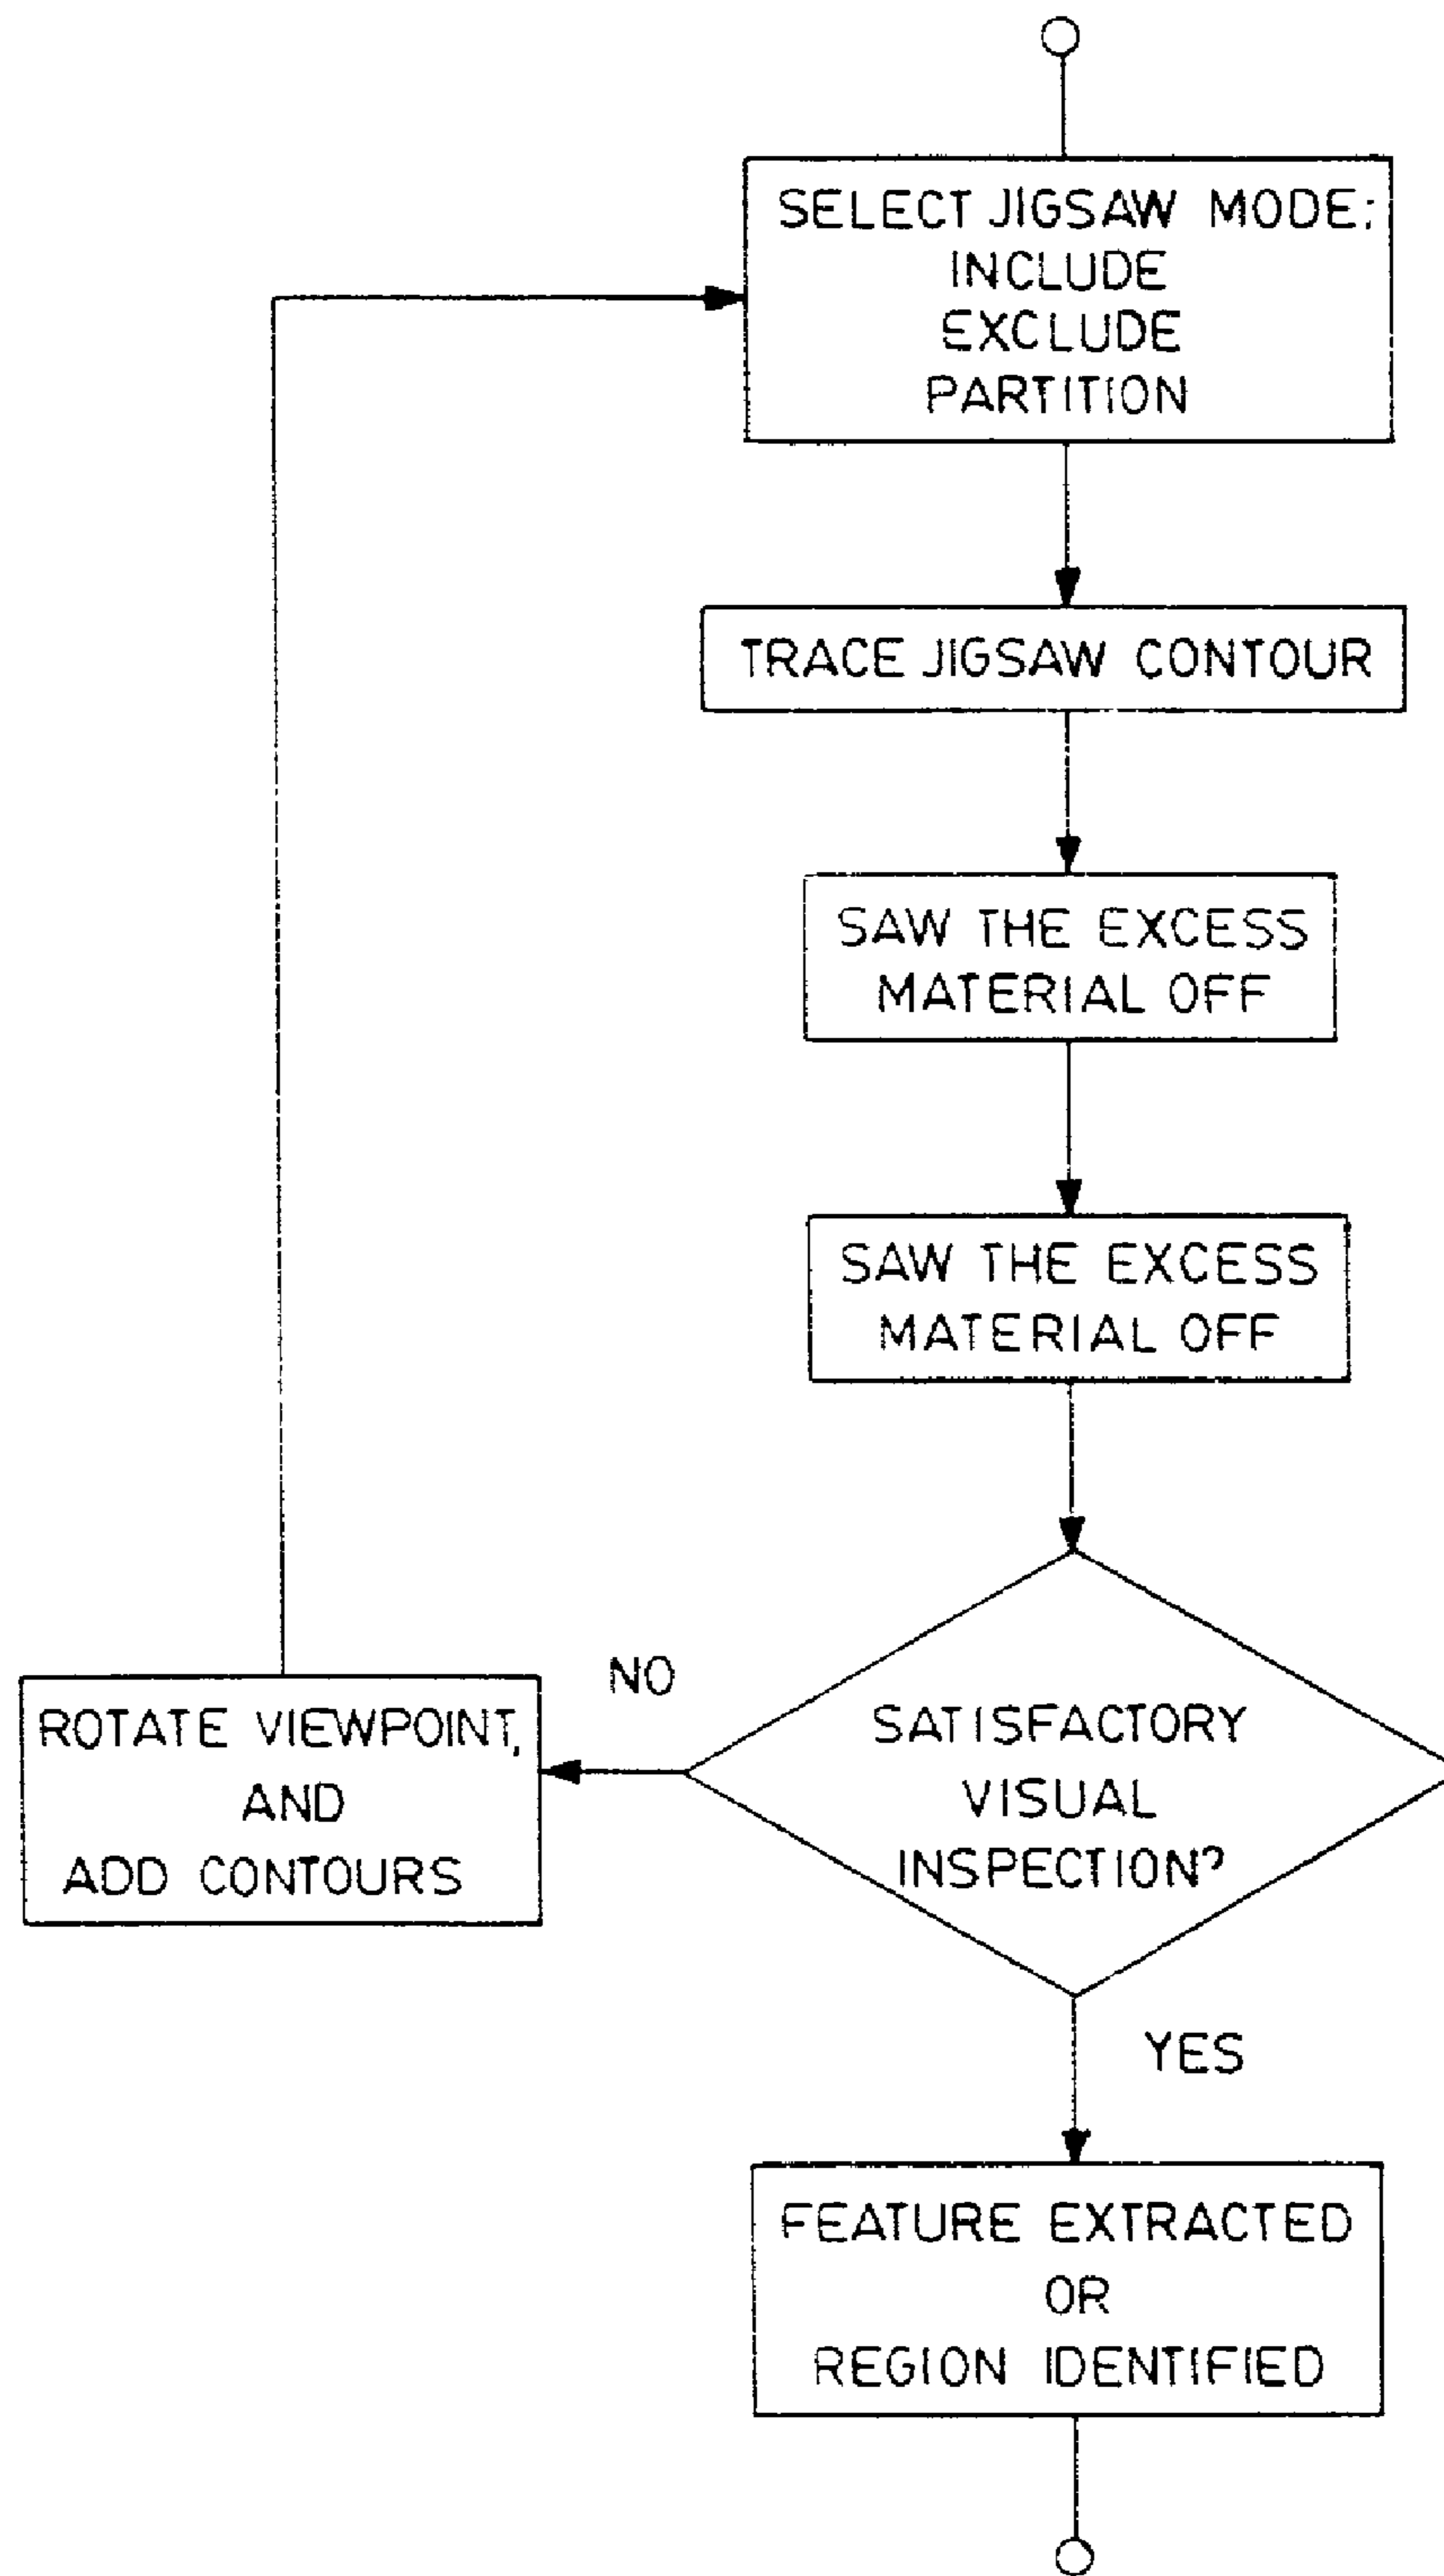 SELECT JIGSAW MODE:
INCLUDE
EXCLUDE
PARTITION
TRACE JIGSAW CONTOUR
SAW THE EXCESS
MATERIAL OFF
SAW THE EXCESS
MATERIAL OFF
SATISFACTORY
VISUAL
INSPECTION?
NO
ROTATE VIEWPOINT,
AND
ADD CONTOURS
YES
FEATURE EXTRACTED
OR
REGION IDENTIFIED